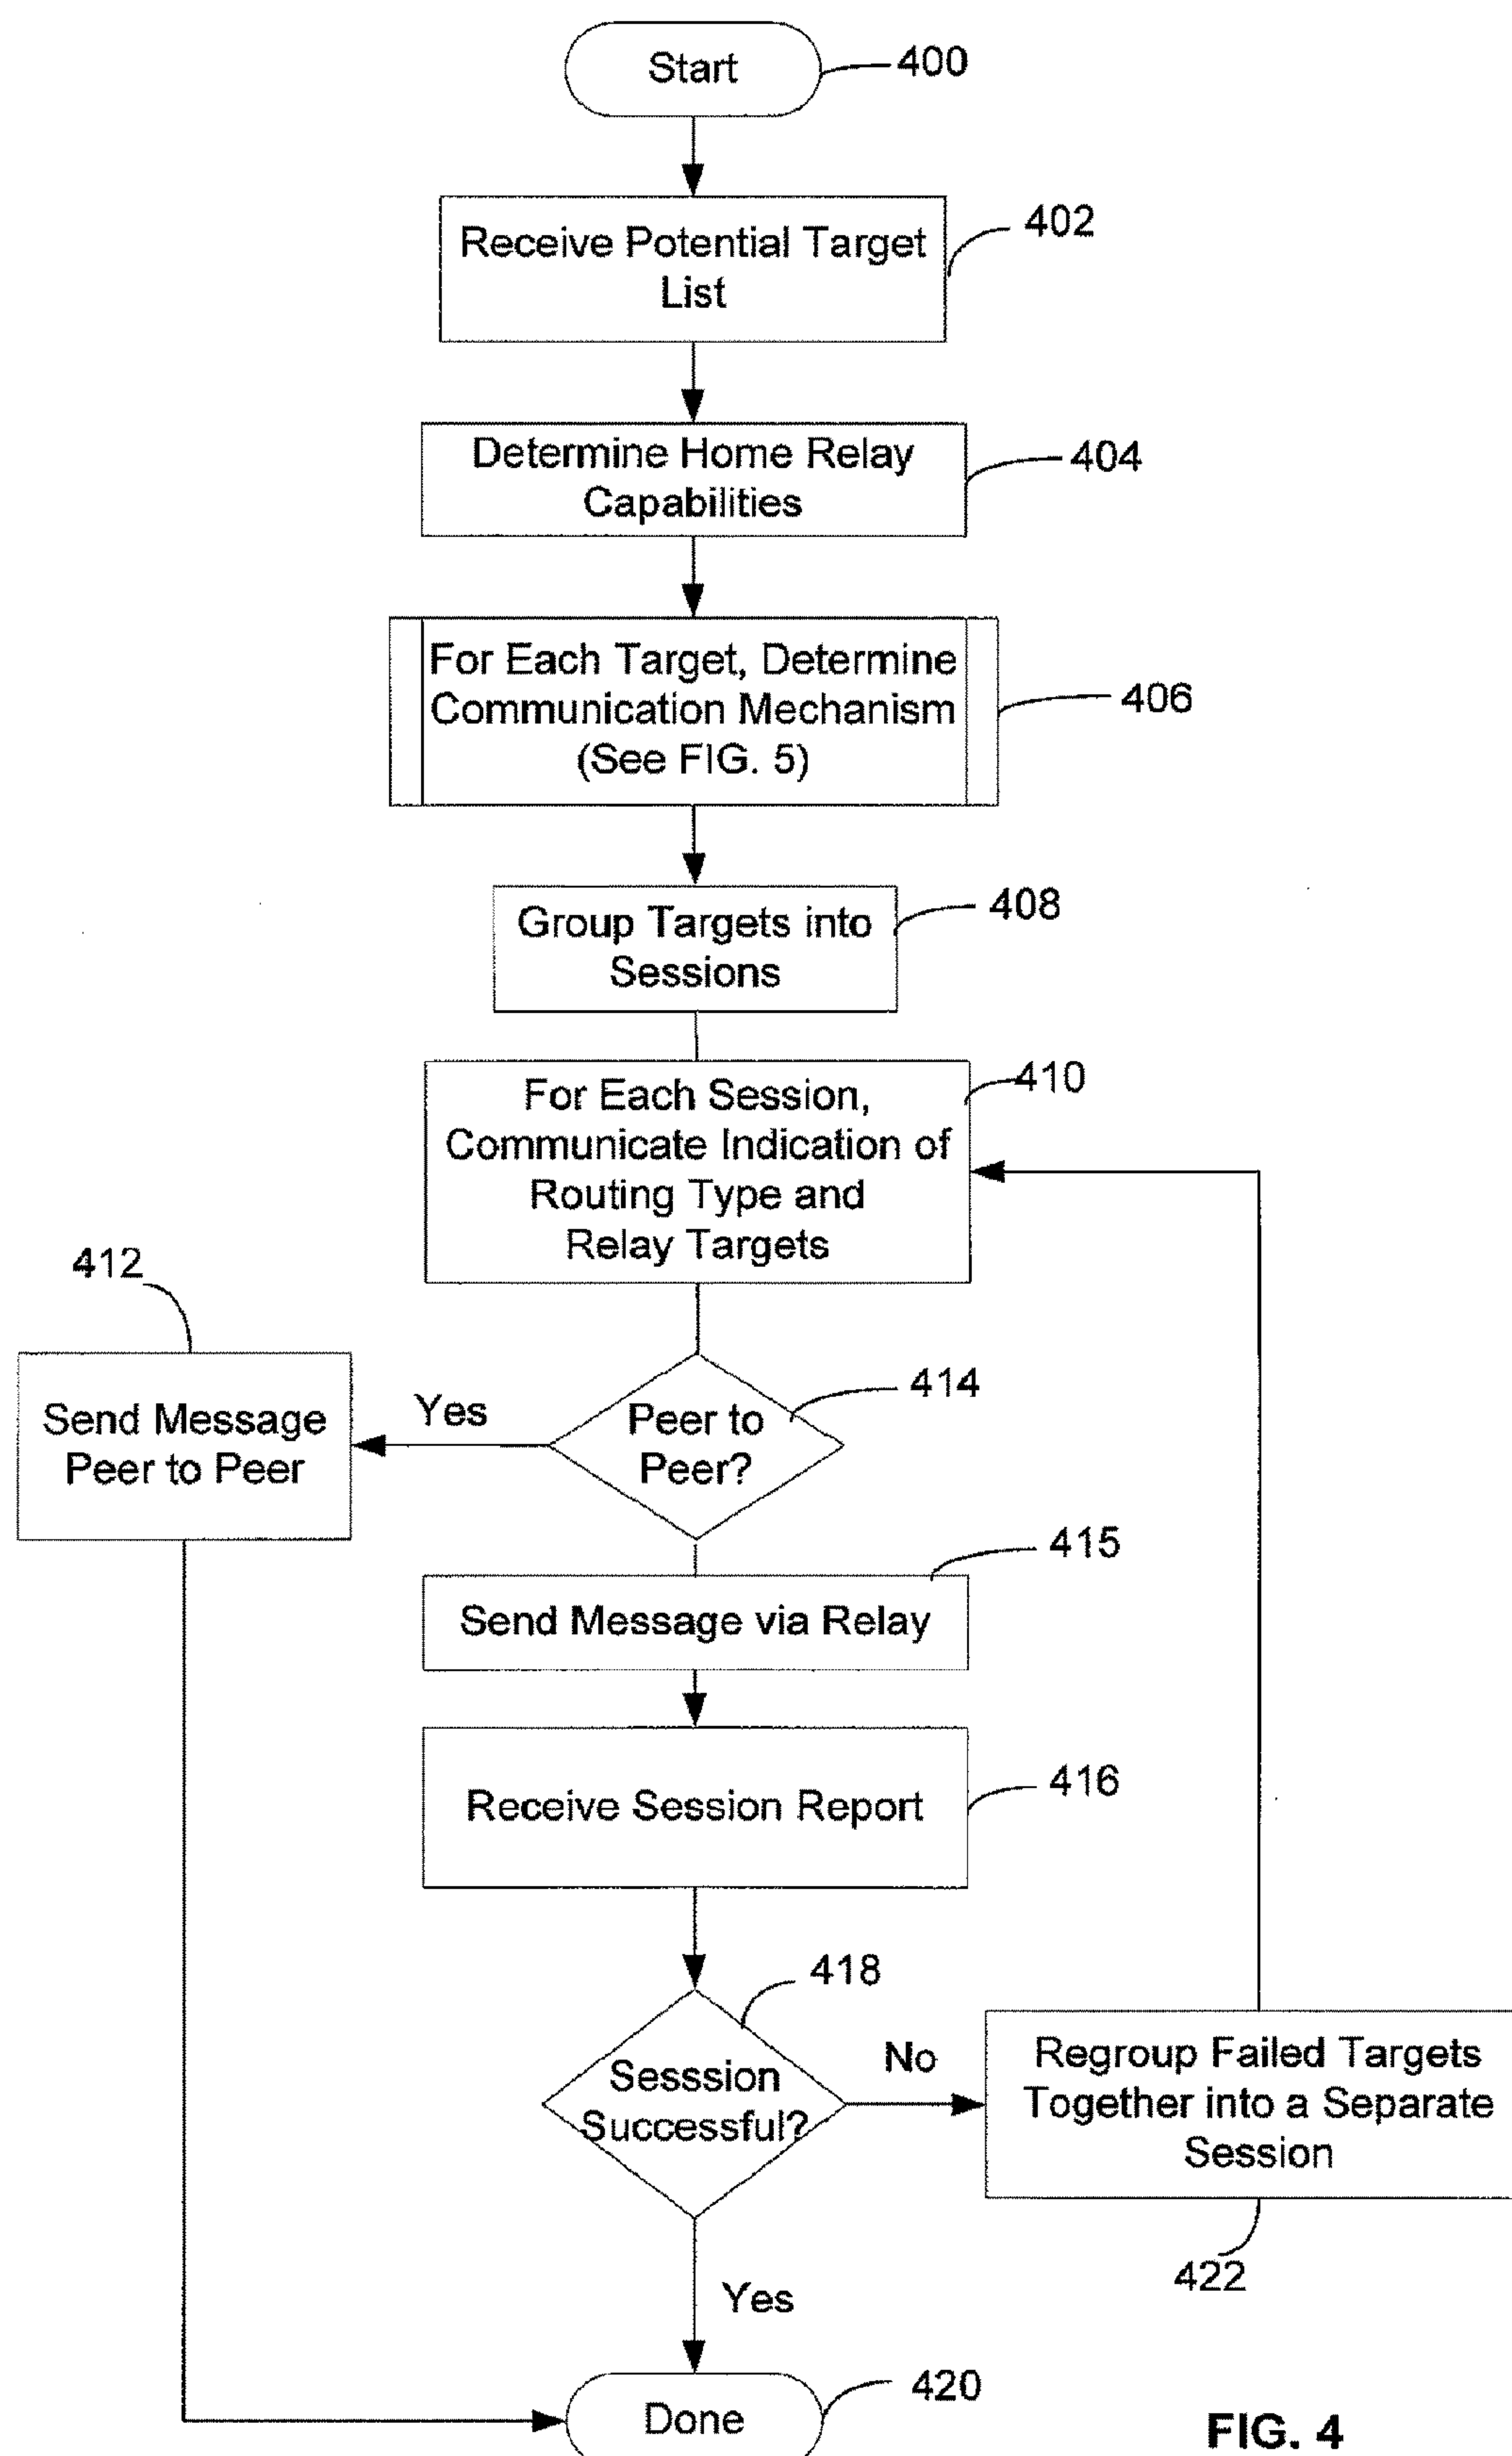 Start
400
Receive Potential Target
List
402
Determine Home Relay
Capabilities
404
For Each Target, Determine
Communication Mechanism
(See FIG. 5)
406
Group Targets into
Sessions
408
For Each Session,
Communicate Indication of
Routing Type and
Relay Targets
410
412
Send Message
Peer to Peer
Yes
Peer to
Peer?
414
415
Send Message via Relay
Receive Session Report
416
418
Sesssion
Successful?
No
Regroup Failed Targets
Together into a Separate
Session
422
Yes
Done
420
FIG. 4